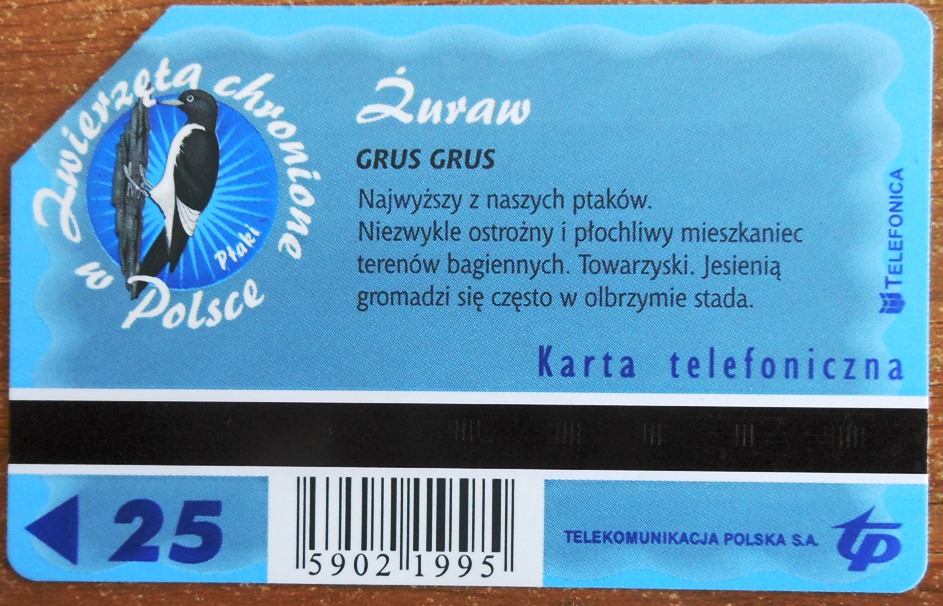 Zwierzęta chronione
w Polsce
Ptaki
Żuraw
GRUS GRUS
Najwyższy z naszych ptaków.
Niezwykle ostrożny i płochliwy mieszkaniec
terenów bagiennych. Towarzyski. Jesienią
gromadzi się często w olbrzymie stada.
TELEFONICA
Karta telefoniczna
25
5902 1995
TELEKOMUNIKACJA POLSKA S.A.
tp